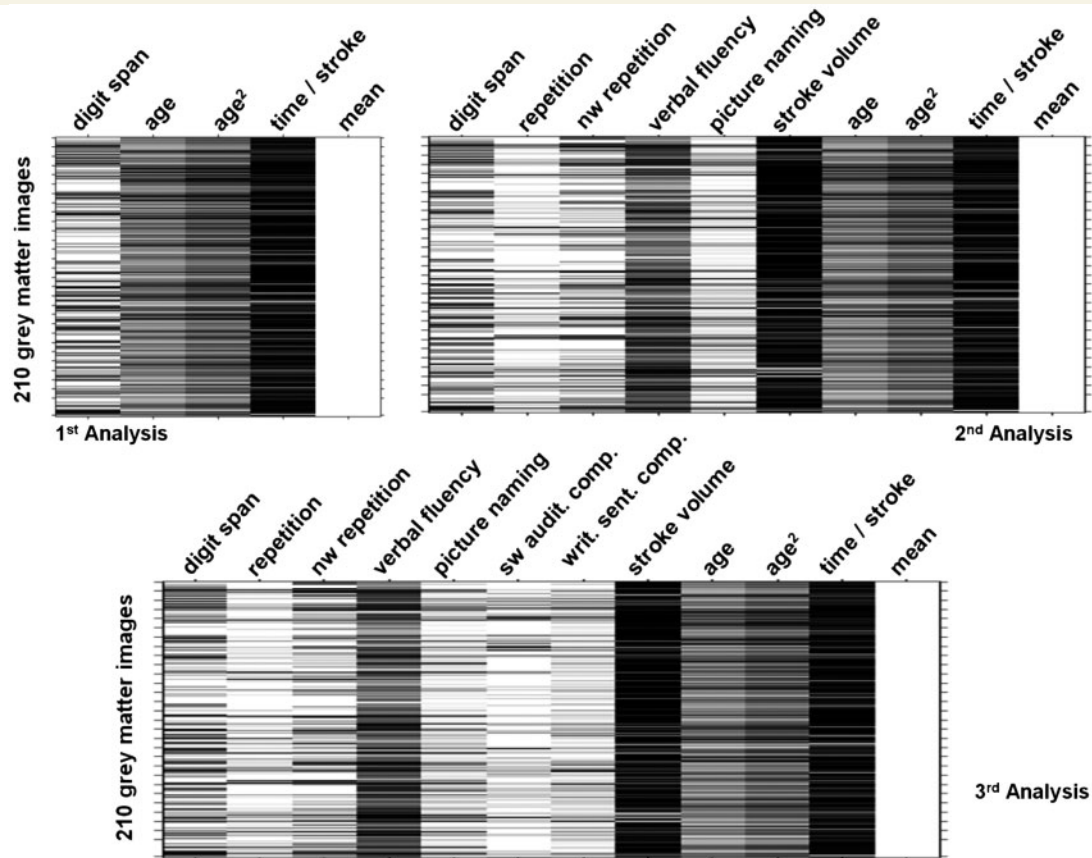 digit span
age
age²
time / stroke
mean
210 grey matter images
1st Analysis
digit span
repetition
nw repetition
verbal fluency
picture naming
stroke volume
age
age²
time / stroke
mean
2nd Analysis
digit span
repetition
nw repetition
verbal fluency
picture naming
sw audit. comp.
writ. sent. comp.
stroke volume
age
age²
time / stroke
mean
210 grey matter images
3rd Analysis